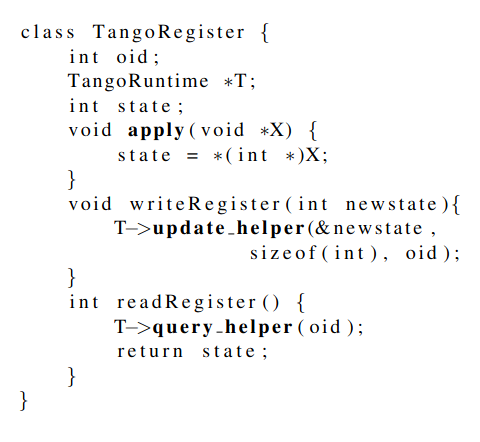 class TangoRegister {
    int oid;
    TangoRuntime *T;
    int state;
    void apply(void *X) {
        state = *(int *)X;
    }
    void writeRegister(int newstate){
        T–>update_helper(&newstate,
                    sizeof(int), oid);
    }
    int readRegister() {
        T–>query_helper(oid);
        return state;
    }
}